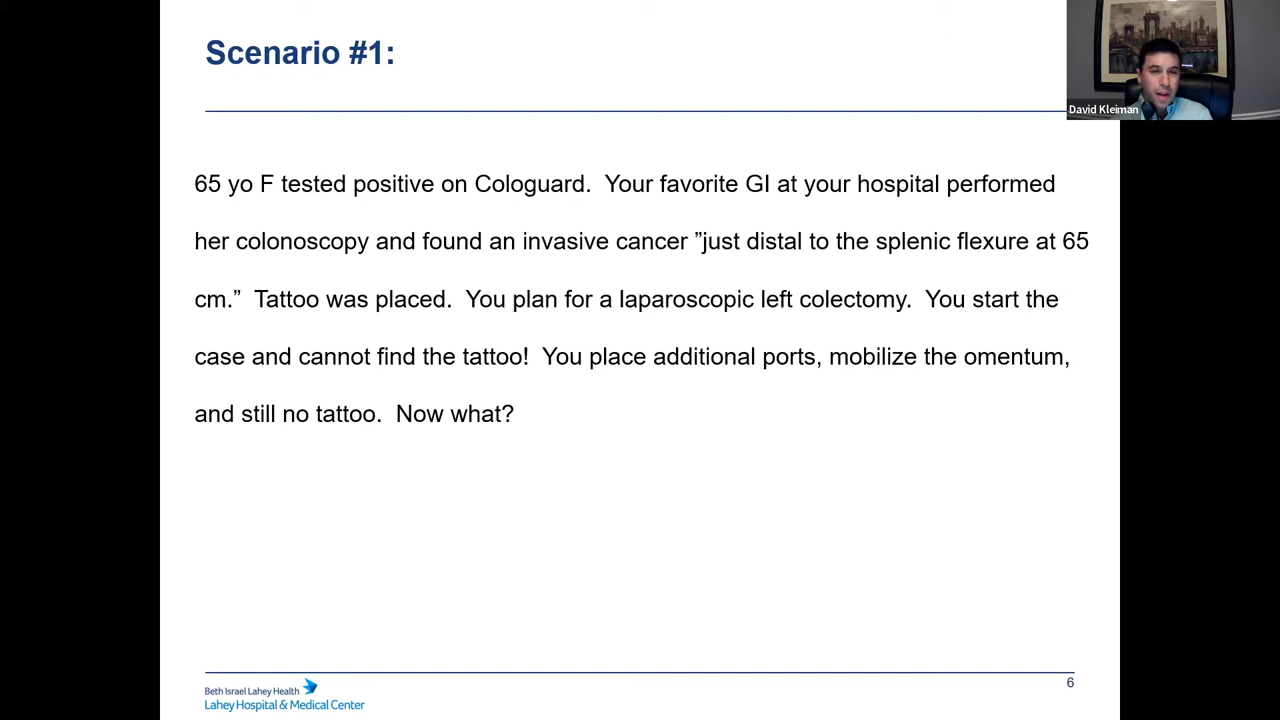 Scenario #1:
David Kleiman
65 yo F tested positive on Cologuard.  Your favorite GI at your hospital performed
her colonoscopy and found an invasive cancer ”just distal to the splenic flexure at 65
cm.”  Tattoo was placed.  You plan for a laparoscopic left colectomy.  You start the
case and cannot find the tattoo!  You place additional ports, mobilize the omentum,
and still no tattoo.  Now what?
6
Beth Israel Lahey Health
Lahey Hospital & Medical Center